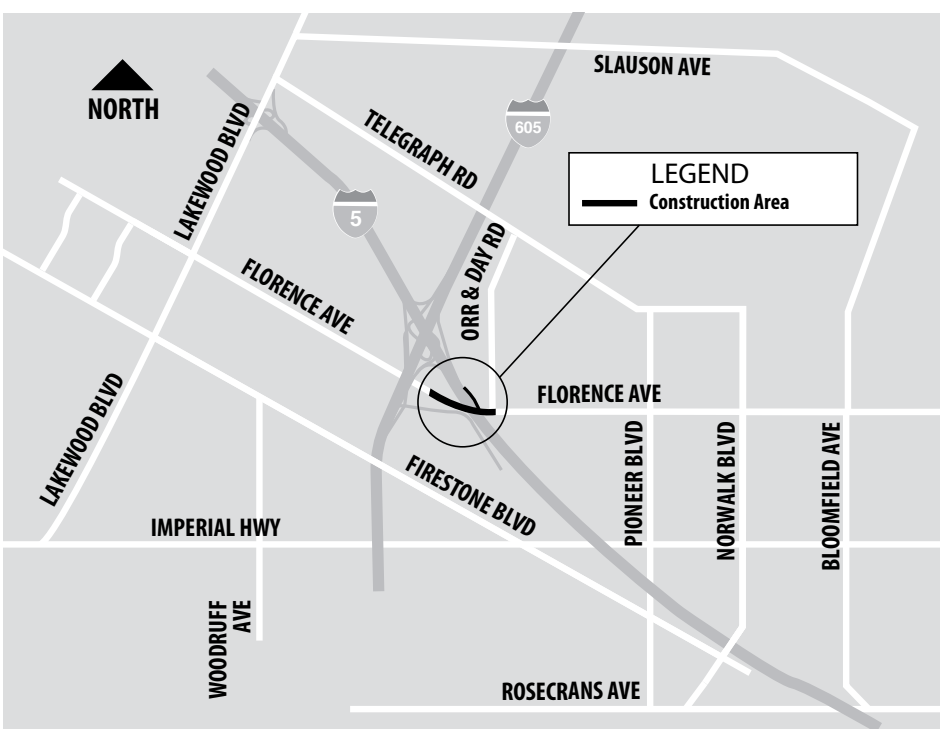 SLAUSON AVE
NORTH
LAKEWOOD BLVD
TELEGRAPH RD
605
LEGEND
Construction Area
5
ORR & DAY RD
FLORENCE AVE
FLORENCE AVE
LAKEWOOD BLVD
FIRESTONE BLVD
PIONEER BLVD
NORWALK BLVD
BLOOMFIELD AVE
IMPERIAL HWY
WOODRUFF
AVE
ROSECRANS AVE